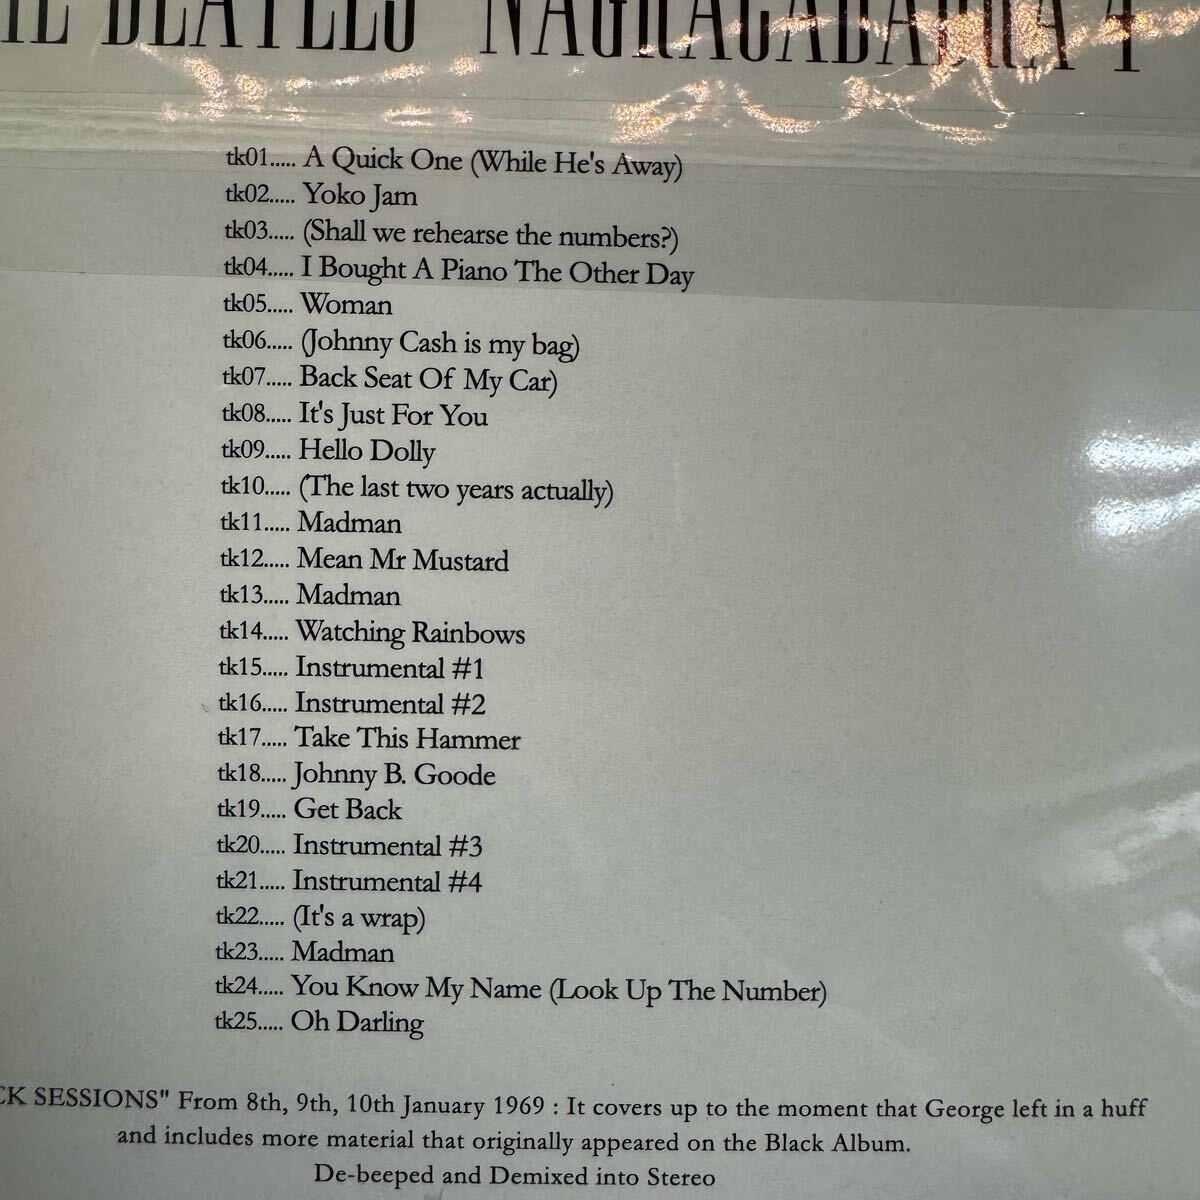 BEATLES "NAGRACADABRA 4"
tk01..... A Quick One (While He's Away)
tk02..... Yoko Jam
tk03..... (Shall we rehearse the numbers?)
tk04..... I Bought A Piano The Other Day
tk05..... Woman
tk06..... (Johnny Cash is my bag)
tk07..... Back Seat Of My Car)
tk08..... It's Just For You
tk09..... Hello Dolly
tk10..... (The last two years actually)
tk11..... Madman
tk12..... Mean Mr Mustard
tk13..... Madman
tk14..... Watching Rainbows
tk15..... Instrumental #1
tk16..... Instrumental #2
tk17..... Take This Hammer
tk18..... Johnny B. Goode
tk19..... Get Back
tk20..... Instrumental #3
tk21..... Instrumental #4
tk22..... (It's a wrap)
tk23..... Madman
tk24..... You Know My Name (Look Up The Number)
tk25..... Oh Darling
CK SESSIONS" From 8th, 9th, 10th January 1969 : It covers up to the moment that George left in a huff
and includes more material that originally appeared on the Black Album.
De-beeped and Demixed into Stereo